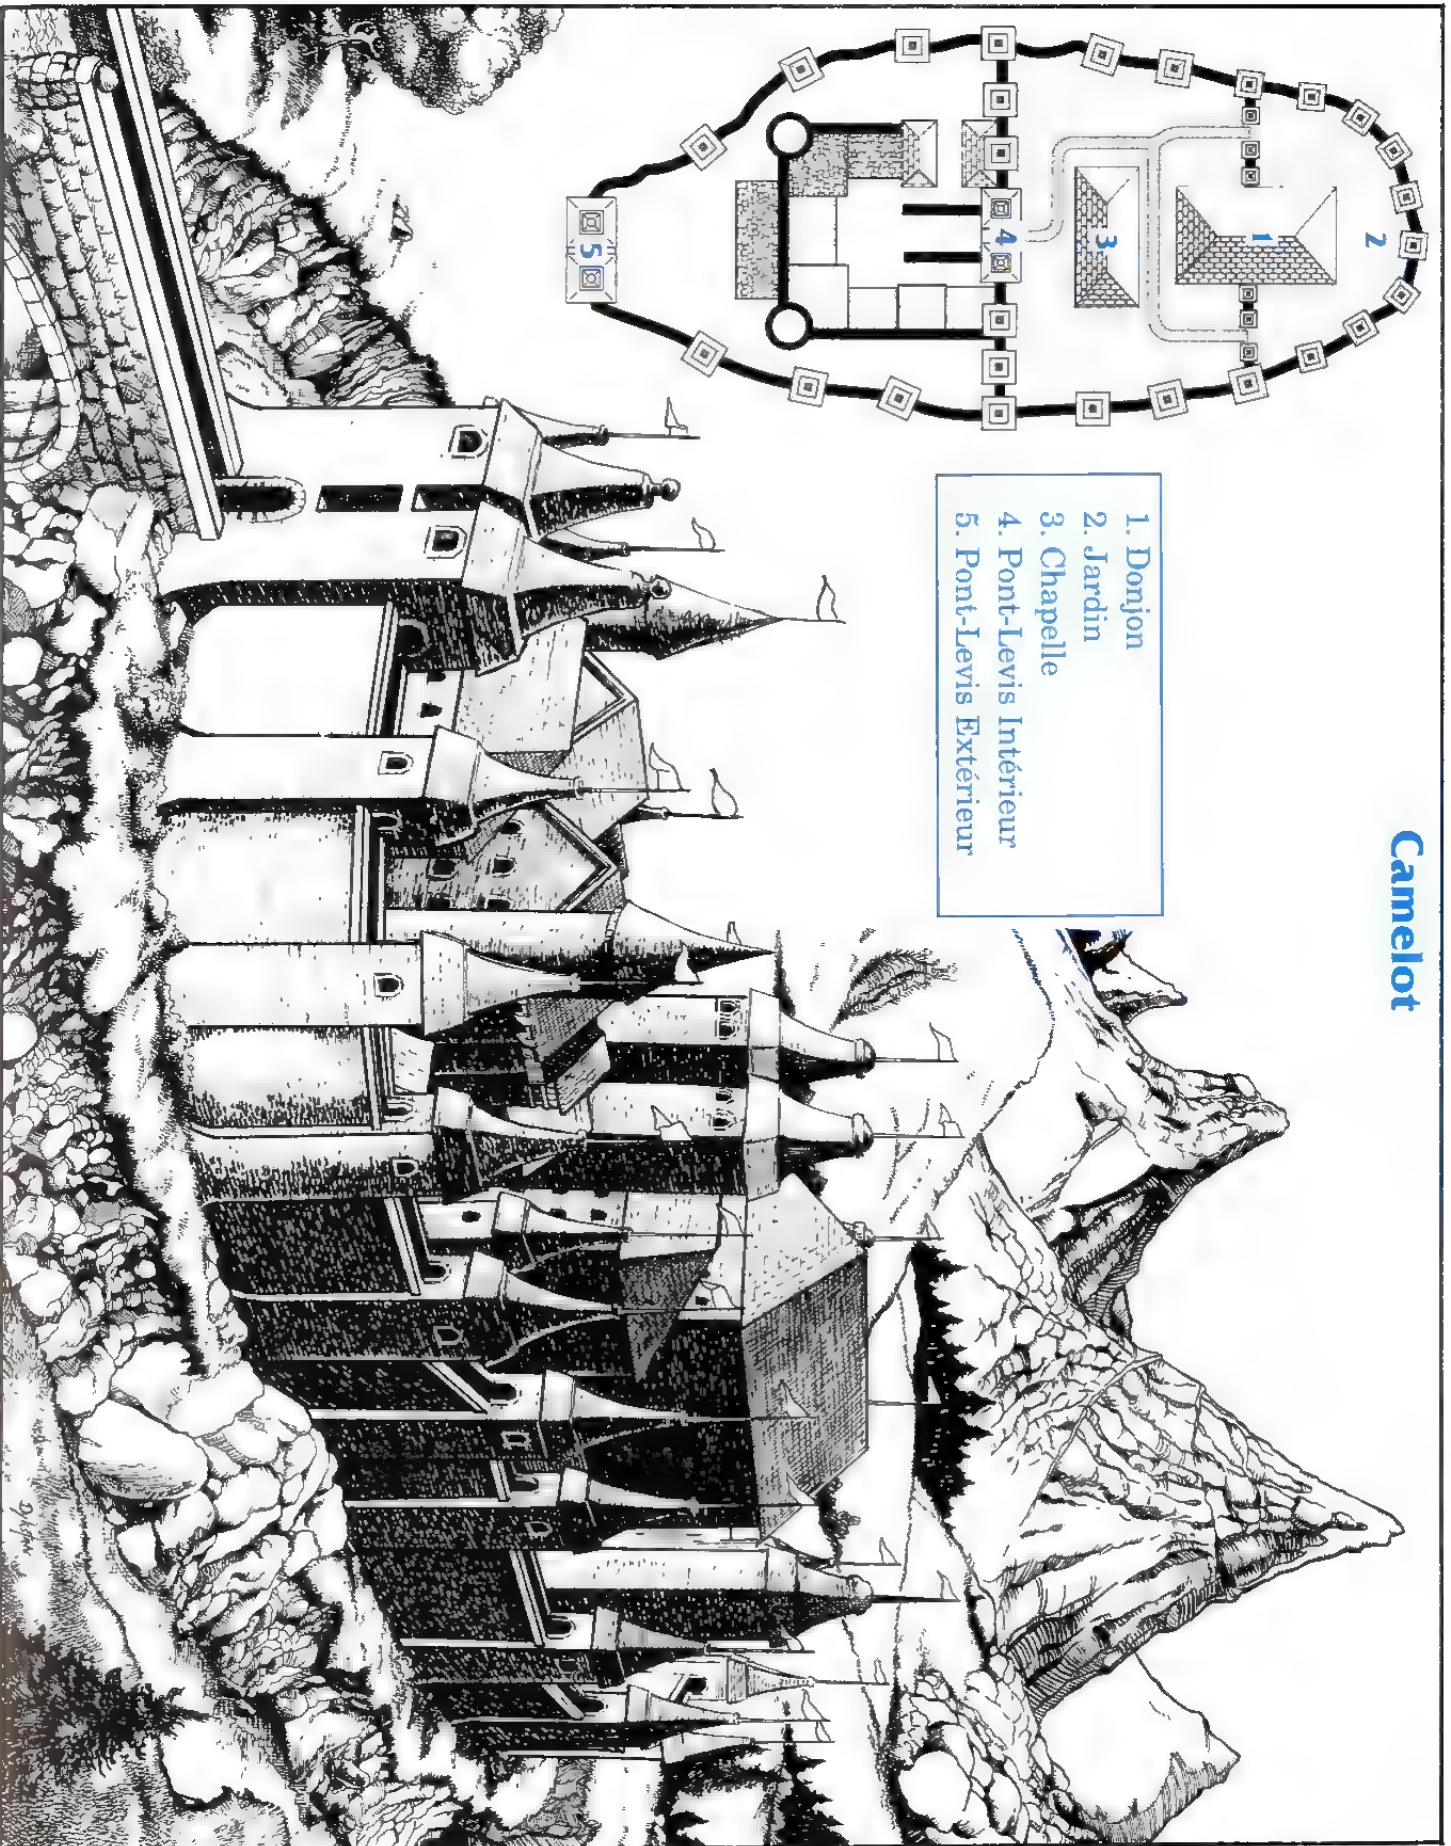 Camelot
1. Donjon
2. Jardin
3. Chapelle
4. Pont-Levis Intérieur
5. Pont-Levis Extérieur
2
1
3
4
5